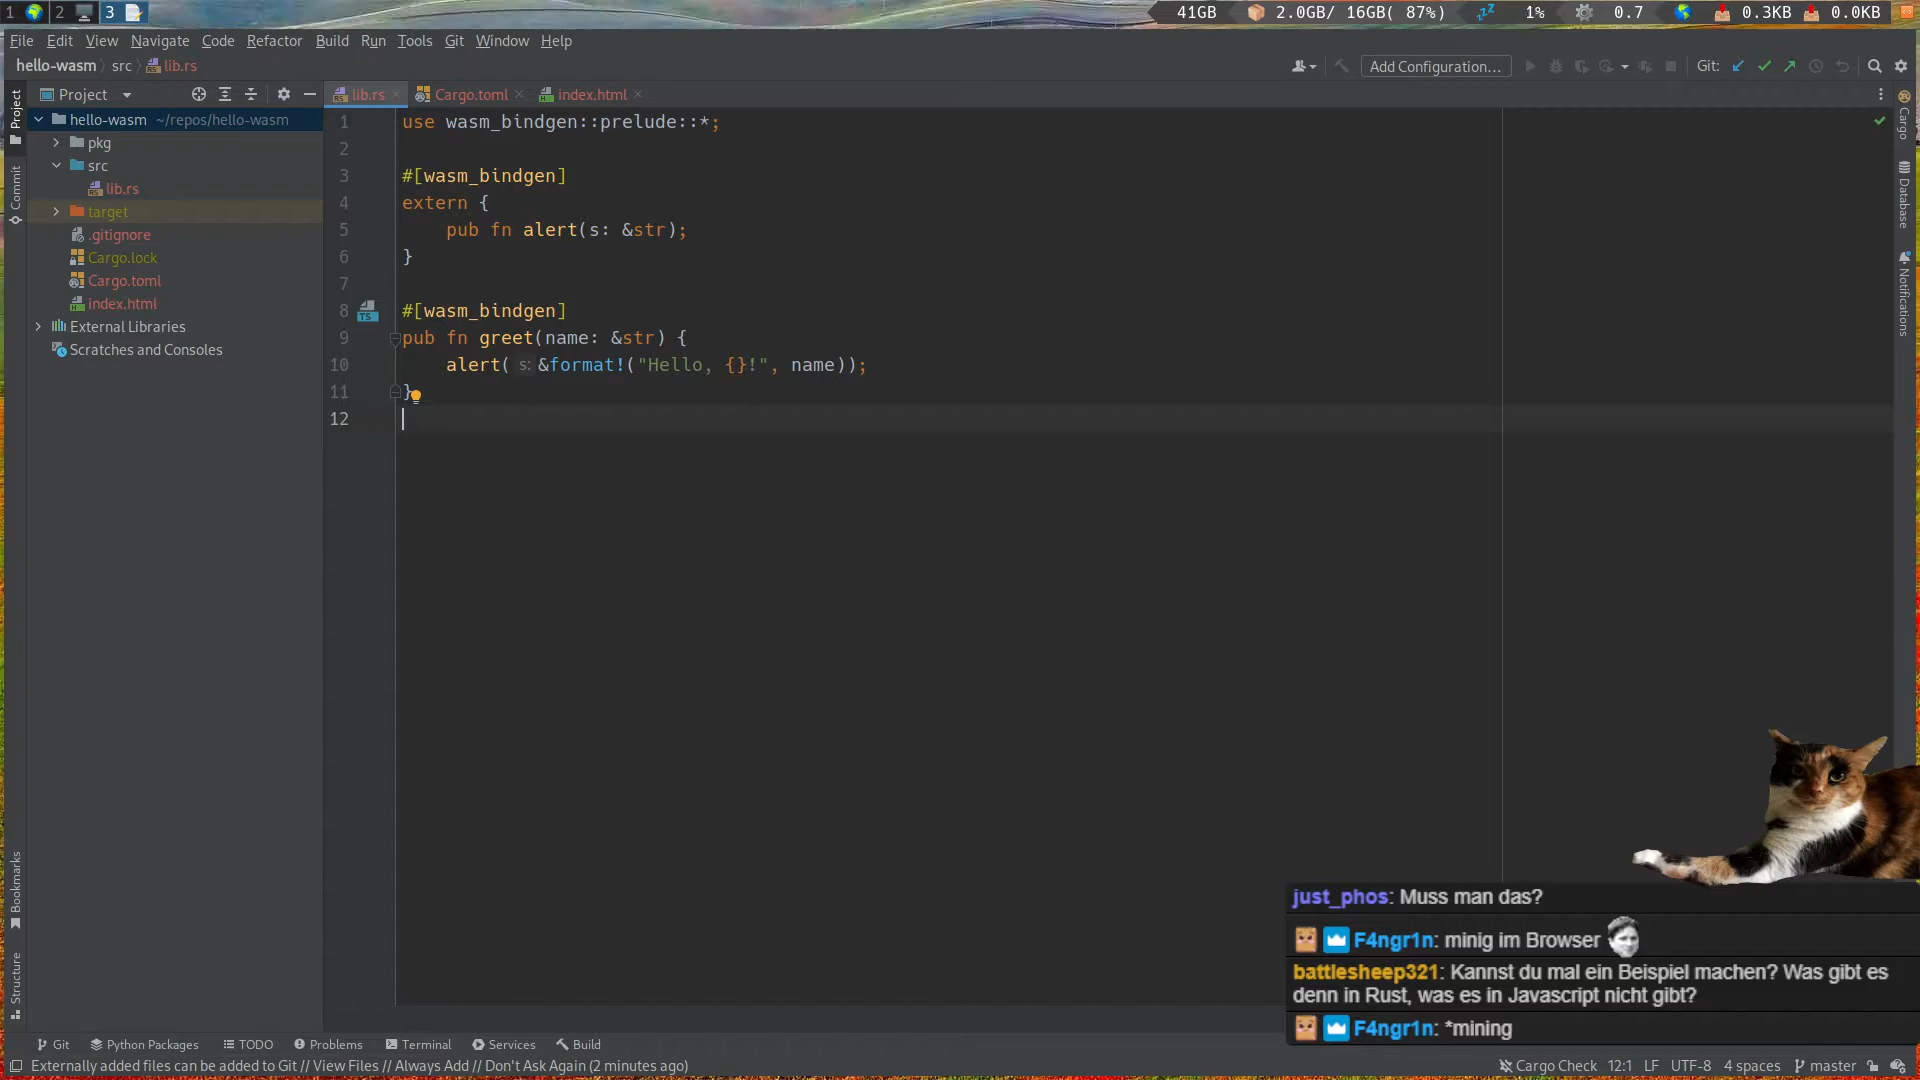 1 2 3 41GB 2.0GB/ 16GB( 87%) 1% 0.7 0.3KB 0.0KB
File Edit View Navigate Code Refactor Build Run Tools Git Window Help
hello-wasm src lib.rs Add Configuration... Git:
Project lib.rs Cargo.toml index.html
hello-wasm ~/repos/hello-wasm
pkg
src
lib.rs
target
.gitignore
Cargo.lock
Cargo.toml
index.html
External Libraries
Scratches and Consoles
Project
Commit
Bookmarks
Structure
1 use wasm_bindgen::prelude::*;
2
3 #[wasm_bindgen]
4 extern {
5 pub fn alert(s: &str);
6 }
7
8 #[wasm_bindgen]
9 pub fn greet(name: &str) {
10 alert( s: &format!("Hello, {}!", name));
11 }
12
TS
Cargo
Database
Notifications
just_phos: Muss man das?
F4ngr1n: minig im Browser
battlesheep321: Kannst du mal ein Beispiel machen? Was gibt es
denn in Rust, was es in Javascript nicht gibt?
F4ngr1n: *mining
Git Python Packages TODO Problems Terminal Services Build
Externally added files can be added to Git // View Files // Always Add // Don't Ask Again (2 minutes ago) Cargo Check 12:1 LF UTF-8 4 spaces master